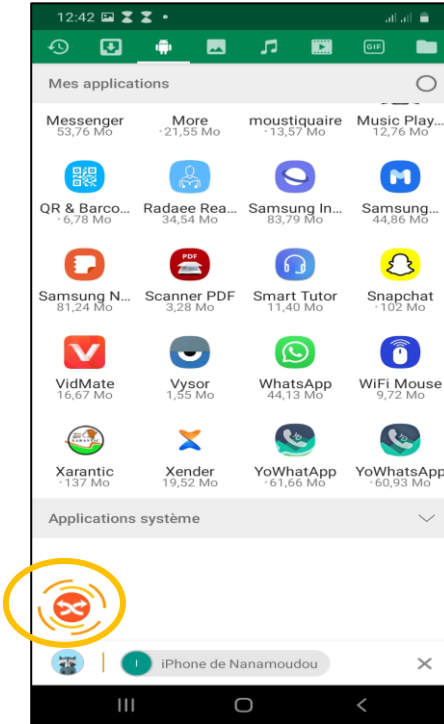 12:42
GIF
Mes applications
Messenger More moustiquaire Music Play...
53,76 Mo 21,55 Mo 13,57 Mo 12,76 Mo
QR & Barco... Radaee Rea... Samsung In... Samsung...
6,78 Mo 34,54 Mo 83,79 Mo 44,86 Mo
PDF
Samsung N... Scanner PDF Smart Tutor Snapchat
81,24 Mo 3,28 Mo 11,40 Mo 102 Mo
VidMate Vysor WhatsApp WiFi Mouse
16,67 Mo 1,55 Mo 44,13 Mo 9,72 Mo
Xarantic Xender YoWhatApp YoWhatsApp
137 Mo 19,52 Mo 61,66 Mo 60,93 Mo
Applications système
I iPhone de Nanamoudou